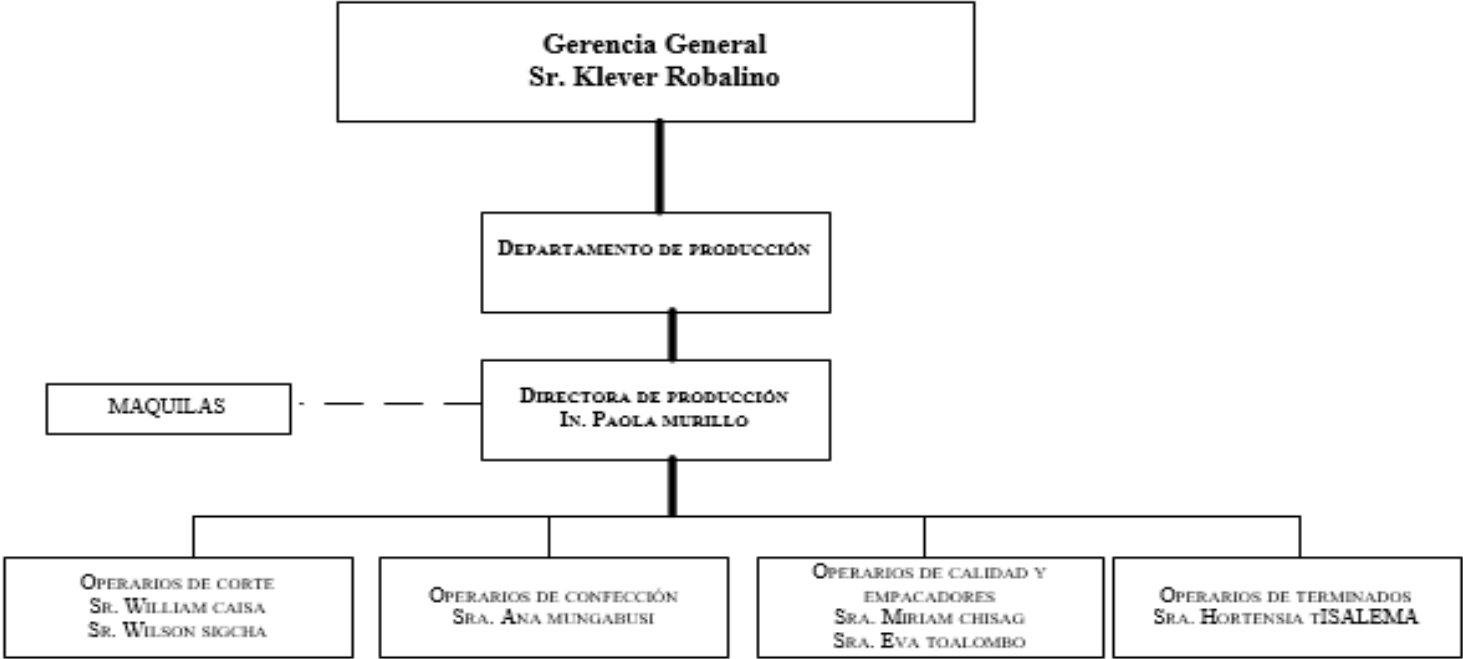 Gerencia General
Sr. Klever Robalino
DEPARTAMENTO DE PRODUCCIÓN
MAQUILAS
DIRECTORA DE PRODUCCIÓN
IN. PAOLA MURILLO
OPERARIOS DE CORTE
SR. WILLIAM CAISA
SR. WILSON SIGCHA
OPERARIOS DE CONFECCIÓN
SRA. ANA MUNGABUSI
OPERARIOS DE CALIDAD Y
EMPACADORES
SRA. MIRIAM CHISAG
SRA. EVA TOALOMBO
OPERARIOS DE TERMINADOS
SRA. HORTENSIA TISALEMA